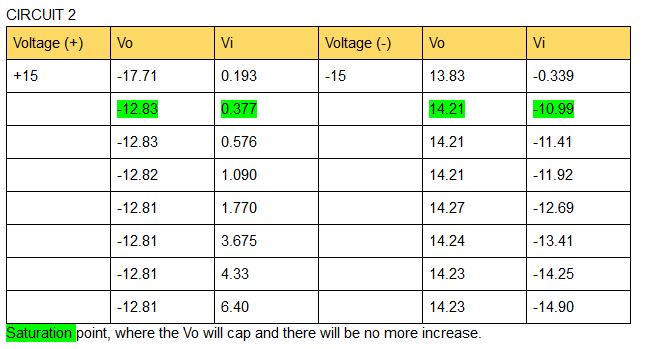 CIRCUIT 2
Voltage (+) Vo Vi Voltage (-) Vo Vi
+15 -17.71 0.193 -15 13.83 -0.339
-12.83 0.377 14.21 -10.99
-12.83 0.576 14.21 -11.41
-12.82 1.090 14.21 -11.92
-12.81 1.770 14.27 -12.69
-12.81 3.675 14.24 -13.41
-12.81 4.33 14.23 -14.25
-12.81 6.40 14.23 -14.90
Saturation point, where the Vo will cap and there will be no more increase.